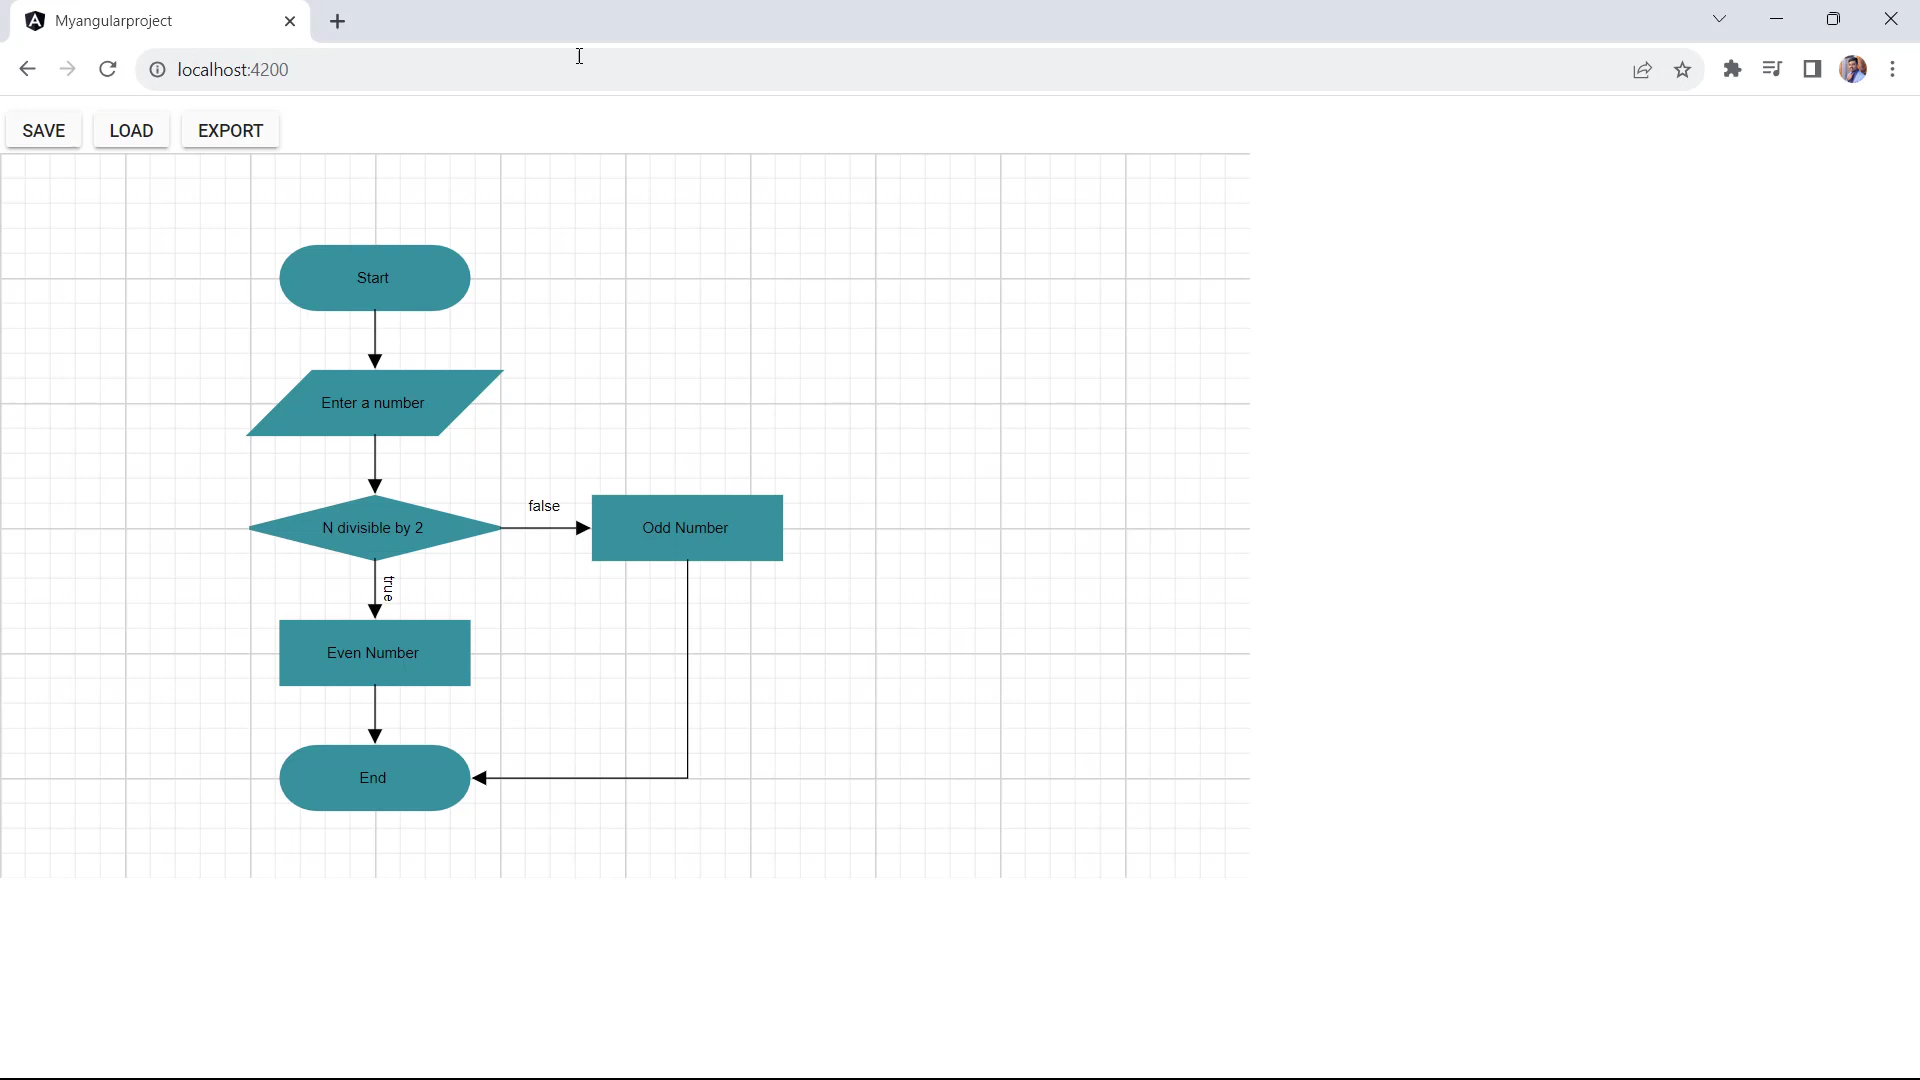 Myangularproject
localhost:4200
SAVE LOAD EXPORT
Start
Enter a number
N divisible by 2
false
Odd Number
true
Even Number
End